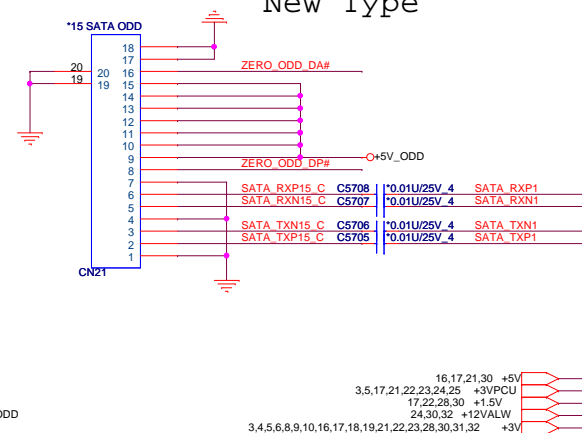 New Type
*15 SATA ODD
18
17
20 20 16 ZERO_ODD_DA#
19 19 15
14
13
12
11
10
9 +5V_ODD
8 ZERO_ODD_DP#
7
6 SATA_RXP15_C C5708 *0.01U/25V_4 SATA_RXP1
5 SATA_RXN15_C C5707 *0.01U/25V_4 SATA_RXN1
4
3 SATA_TXN15_C C5706 *0.01U/25V_4 SATA_TXN1
2 SATA_TXP15_C C5705 *0.01U/25V_4 SATA_TXP1
1
CN21
16,17,21,30 +5V
3,5,17,21,22,23,24,25 +3VPCU
17,22,28,30 +1.5V
ODD 24,30,32 +12VALW
3,4,5,6,8,9,10,16,17,18,19,21,22,23,28,30,31,32 +3V